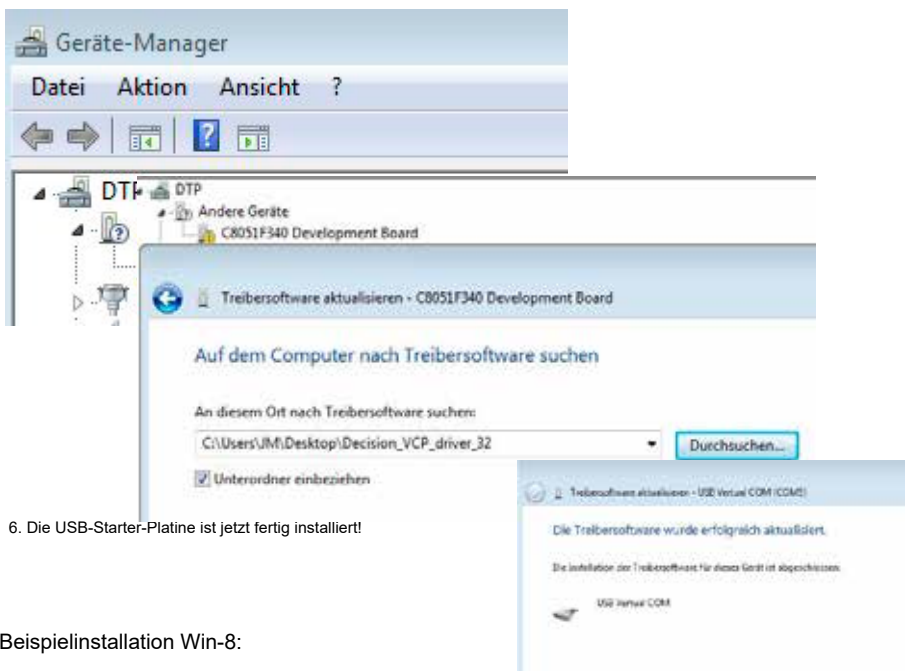 Geräte-Manager
Datei Aktion Ansicht ?
DTP
DTP
Andere Geräte
C8051F340 Development Board
Treibersoftware aktualisieren - C8051F340 Development Board
Auf dem Computer nach Treibersoftware suchen
An diesem Ort nach Treibersoftware suchen:
C:\Users\JM\Desktop\Decision_VCP_driver_32
Durchsuchen...
Unterordner einbeziehen
Treibersoftware aktualisieren - USB Virtual COM (COM5)
Die Treibersoftware wurde erfolgreich aktualisiert.
Die Installation der Treibersoftware für dieses Gerät ist abgeschlossen.
USB Virtual COM
6. Die USB-Starter-Platine ist jetzt fertig installiert!
Beispielinstallation Win-8: